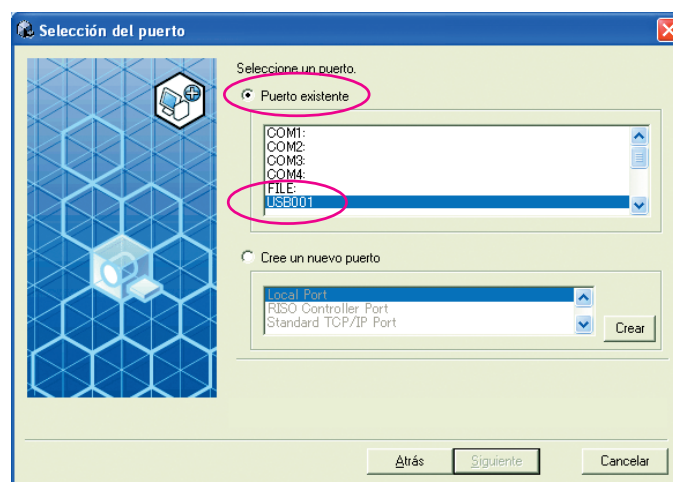 Selección del puerto
Seleccione un puerto.
Puerto existente
COM1:
COM2:
COM3:
COM4:
FILE:
USB001
Cree un nuevo puerto
Local Port
RISO Controller Port
Standard TCP/IP Port
Crear
Atrás
Siguiente
Cancelar